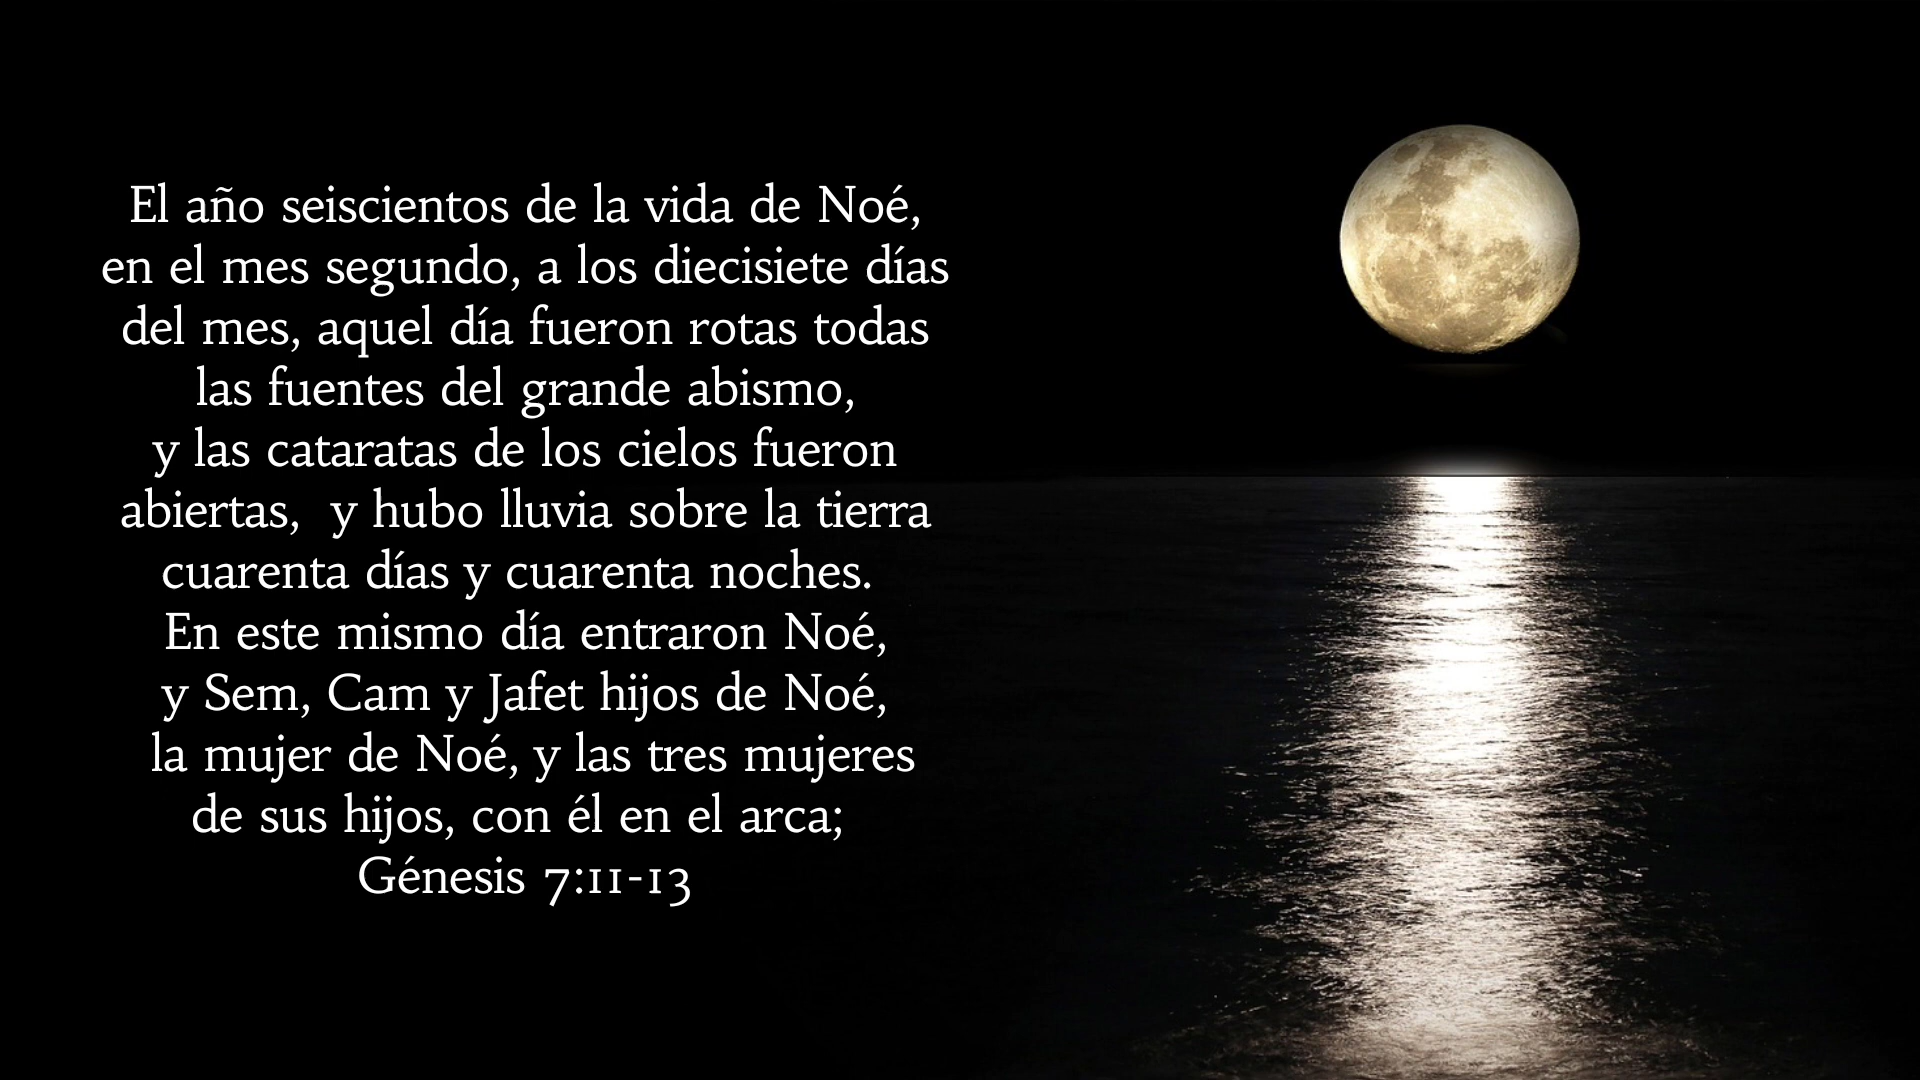 El año seiscientos de la vida de Noé,
en el mes segundo, a los diecisiete días
del mes, aquel día fueron rotas todas
las fuentes del grande abismo,
y las cataratas de los cielos fueron
abiertas,  y hubo lluvia sobre la tierra
cuarenta días y cuarenta noches.
En este mismo día entraron Noé,
y Sem, Cam y Jafet hijos de Noé,
la mujer de Noé, y las tres mujeres
de sus hijos, con él en el arca;
Génesis 7:11-13